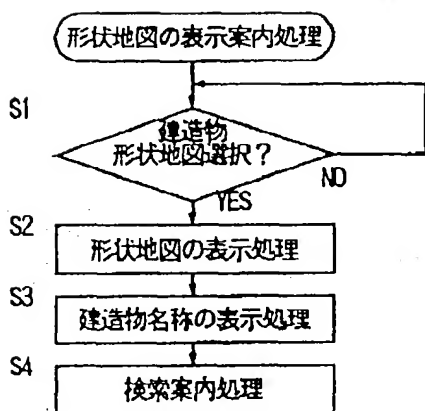 形状地図の表示案内処理
S1
建造物
形状地図選択？
NO
YES
S2
形状地図の表示処理
S3
建造物名称の表示処理
S4
検索案内処理